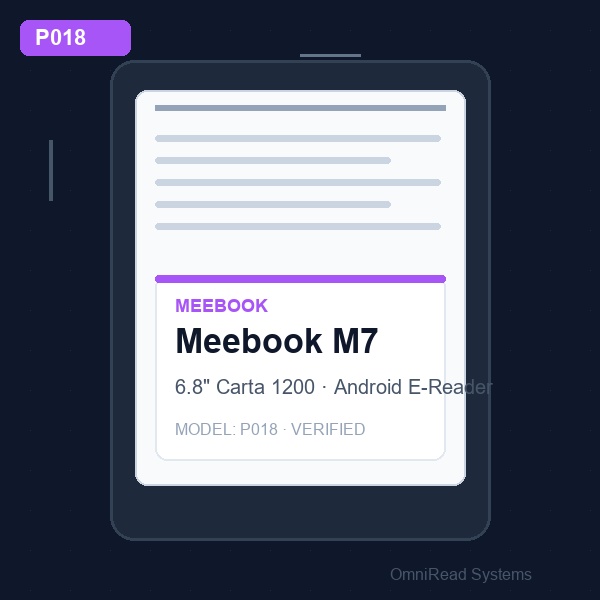 P018
MEEBOOK
Meebook M7
6.8" Carta 1200 · Android E-Reader
MODEL: P018 · VERIFIED
OmniRead Systems